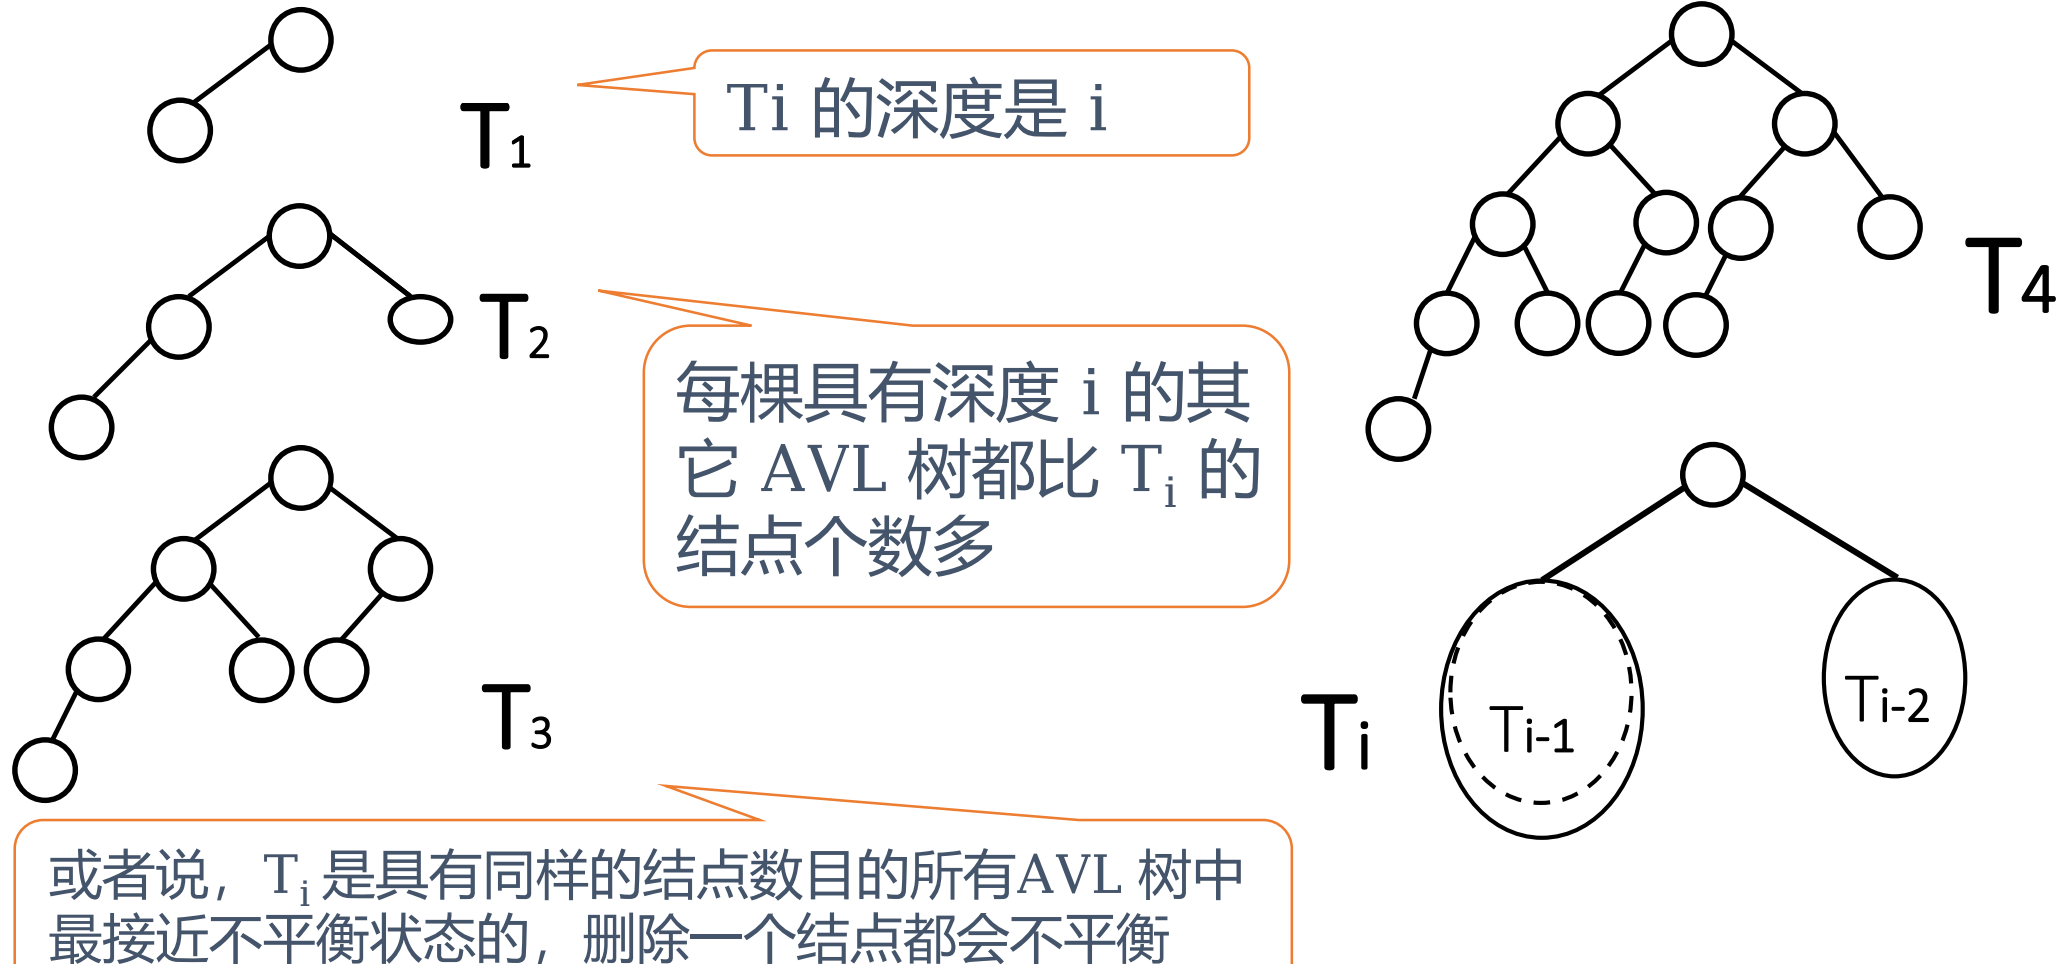 T1
Ti 的深度是 i
T2
每棵具有深度 i 的其
它 AVL 树都比 Ti 的
结点个数多
T3
或者说，Ti 是具有同样的结点数目的所有AVL 树中
最接近不平衡状态的，删除一个结点都会不平衡
T4
Ti
Ti-1
Ti-2